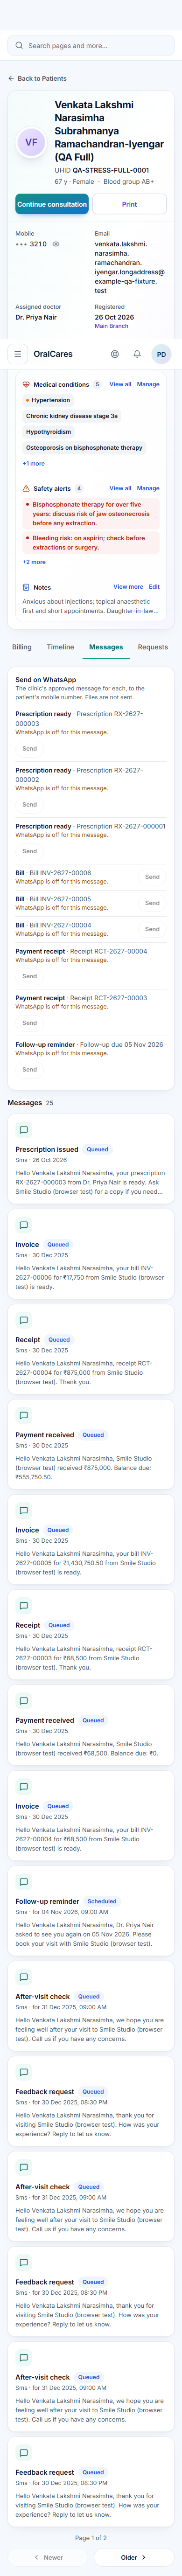 Search pages and more...
Back to Patients
VF
Venkata Lakshmi
Narasimha
Subrahmanya
Ramachandran-Iyengar
(QA Full)
UHID QA-STRESS-FULL-0001
67 y · Female · Blood group AB+
Continue consultation
Print
Mobile
••• 3210
Email
venkata.lakshmi.
narasimha.
ramachandran.
iyengar.longaddress@
example-qa-fixture.
test
Assigned doctor
Dr. Priya Nair
Registered
26 Oct 2026
Main Branch
OralCares
PD
Medical conditions 5 View all Manage
Hypertension
Chronic kidney disease stage 3a
Hypothyroidism
Osteoporosis on bisphosphonate therapy
+1 more
Safety alerts 4 View all Manage
Bisphosphonate therapy for over five
years: discuss risk of jaw osteonecrosis
before any extraction.
Bleeding risk: on aspirin; check before
extractions or surgery.
+2 more
Notes View more Edit
Anxious about injections; topical anaesthetic
first and short appointments. Daughter-in-law...
Billing Timeline Messages Requests
Send on WhatsApp
The clinic's approved message for each, to the
patient's mobile number. Files are not sent.
Prescription ready · Prescription RX-2627-
000003
WhatsApp is off for this message.
Send
Prescription ready · Prescription RX-2627-
000002
WhatsApp is off for this message.
Send
Prescription ready · Prescription RX-2627-000001
WhatsApp is off for this message.
Send
Bill · Bill INV-2627-00006
WhatsApp is off for this message.
Send
Bill · Bill INV-2627-00005
WhatsApp is off for this message.
Send
Bill · Bill INV-2627-00004
WhatsApp is off for this message.
Send
Payment receipt · Receipt RCT-2627-00004
WhatsApp is off for this message.
Send
Payment receipt · Receipt RCT-2627-00003
WhatsApp is off for this message.
Send
Follow-up reminder · Follow-up due 05 Nov 2026
WhatsApp is off for this message.
Send
Messages 25
Prescription issued Queued
Sms · 26 Oct 2026
Hello Venkata Lakshmi Narasimha, your prescription
RX-2627-000003 from Dr. Priya Nair is ready. Ask
Smile Studio (browser test) for a copy if you need...
Invoice Queued
Sms · 30 Dec 2025
Hello Venkata Lakshmi Narasimha, your bill INV-
2627-00006 for ₹17,750 from Smile Studio (browser
test) is ready.
Receipt Queued
Sms · 30 Dec 2025
Hello Venkata Lakshmi Narasimha, receipt RCT-
2627-00004 for ₹875,000 from Smile Studio
(browser test). Thank you.
Payment received Queued
Sms · 30 Dec 2025
Hello Venkata Lakshmi Narasimha, Smile Studio
(browser test) received ₹875,000. Balance due:
₹555,750.50.
Invoice Queued
Sms · 30 Dec 2025
Hello Venkata Lakshmi Narasimha, your bill INV-
2627-00005 for ₹1,430,750.50 from Smile Studio
(browser test) is ready.
Receipt Queued
Sms · 30 Dec 2025
Hello Venkata Lakshmi Narasimha, receipt RCT-
2627-00003 for ₹68,500 from Smile Studio
(browser test). Thank you.
Payment received Queued
Sms · 30 Dec 2025
Hello Venkata Lakshmi Narasimha, Smile Studio
(browser test) received ₹68,500. Balance due: ₹0.
Invoice Queued
Sms · 30 Dec 2025
Hello Venkata Lakshmi Narasimha, your bill INV-
2627-00004 for ₹68,500 from Smile Studio
(browser test) is ready.
Follow-up reminder Scheduled
Sms · for 04 Nov 2026, 09:00 AM
Hello Venkata Lakshmi Narasimha, Dr. Priya Nair
asked to see you again on 05 Nov 2026. Please
book your visit with Smile Studio (browser test).
After-visit check Queued
Sms · for 31 Dec 2025, 09:00 AM
Hello Venkata Lakshmi Narasimha, we hope you are
feeling well after your visit to Smile Studio (browser
test). Call us if you have any concerns.
Feedback request Queued
Sms · for 30 Dec 2025, 08:30 PM
Hello Venkata Lakshmi Narasimha, thank you for
visiting Smile Studio (browser test). How was your
experience? Reply to let us know.
After-visit check Queued
Sms · for 31 Dec 2025, 09:00 AM
Hello Venkata Lakshmi Narasimha, we hope you are
feeling well after your visit to Smile Studio (browser
test). Call us if you have any concerns.
Feedback request Queued
Sms · for 30 Dec 2025, 08:30 PM
Hello Venkata Lakshmi Narasimha, thank you for
visiting Smile Studio (browser test). How was your
experience? Reply to let us know.
After-visit check Queued
Sms · for 31 Dec 2025, 09:00 AM
Hello Venkata Lakshmi Narasimha, we hope you are
feeling well after your visit to Smile Studio (browser
test). Call us if you have any concerns.
Feedback request Queued
Sms · for 30 Dec 2025, 08:30 PM
Hello Venkata Lakshmi Narasimha, thank you for
visiting Smile Studio (browser test). How was your
experience? Reply to let us know.
Page 1 of 2
Newer
Older